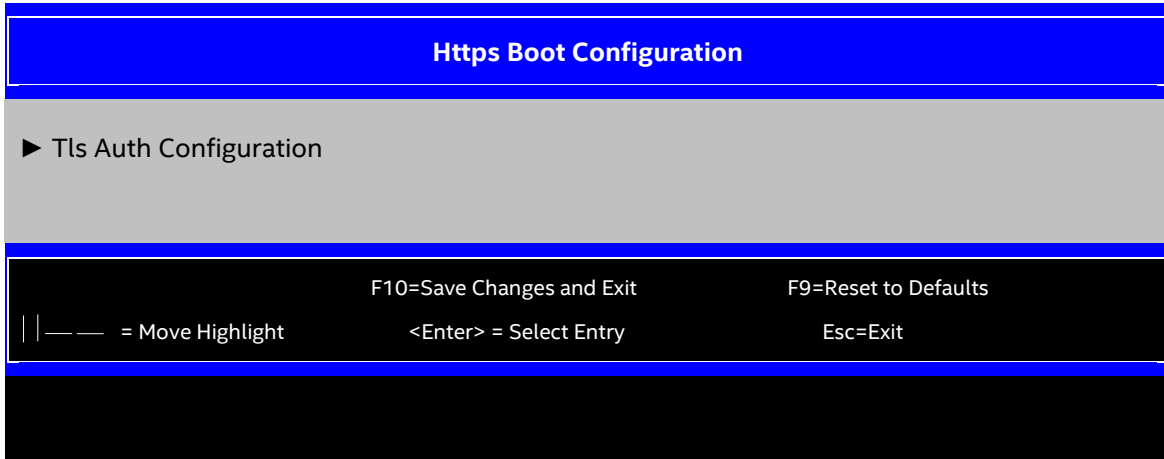 Https Boot Configuration
► Tls Auth Configuration
F10=Save Changes and Exit F9=Reset to Defaults
= Move Highlight <Enter> = Select Entry Esc=Exit